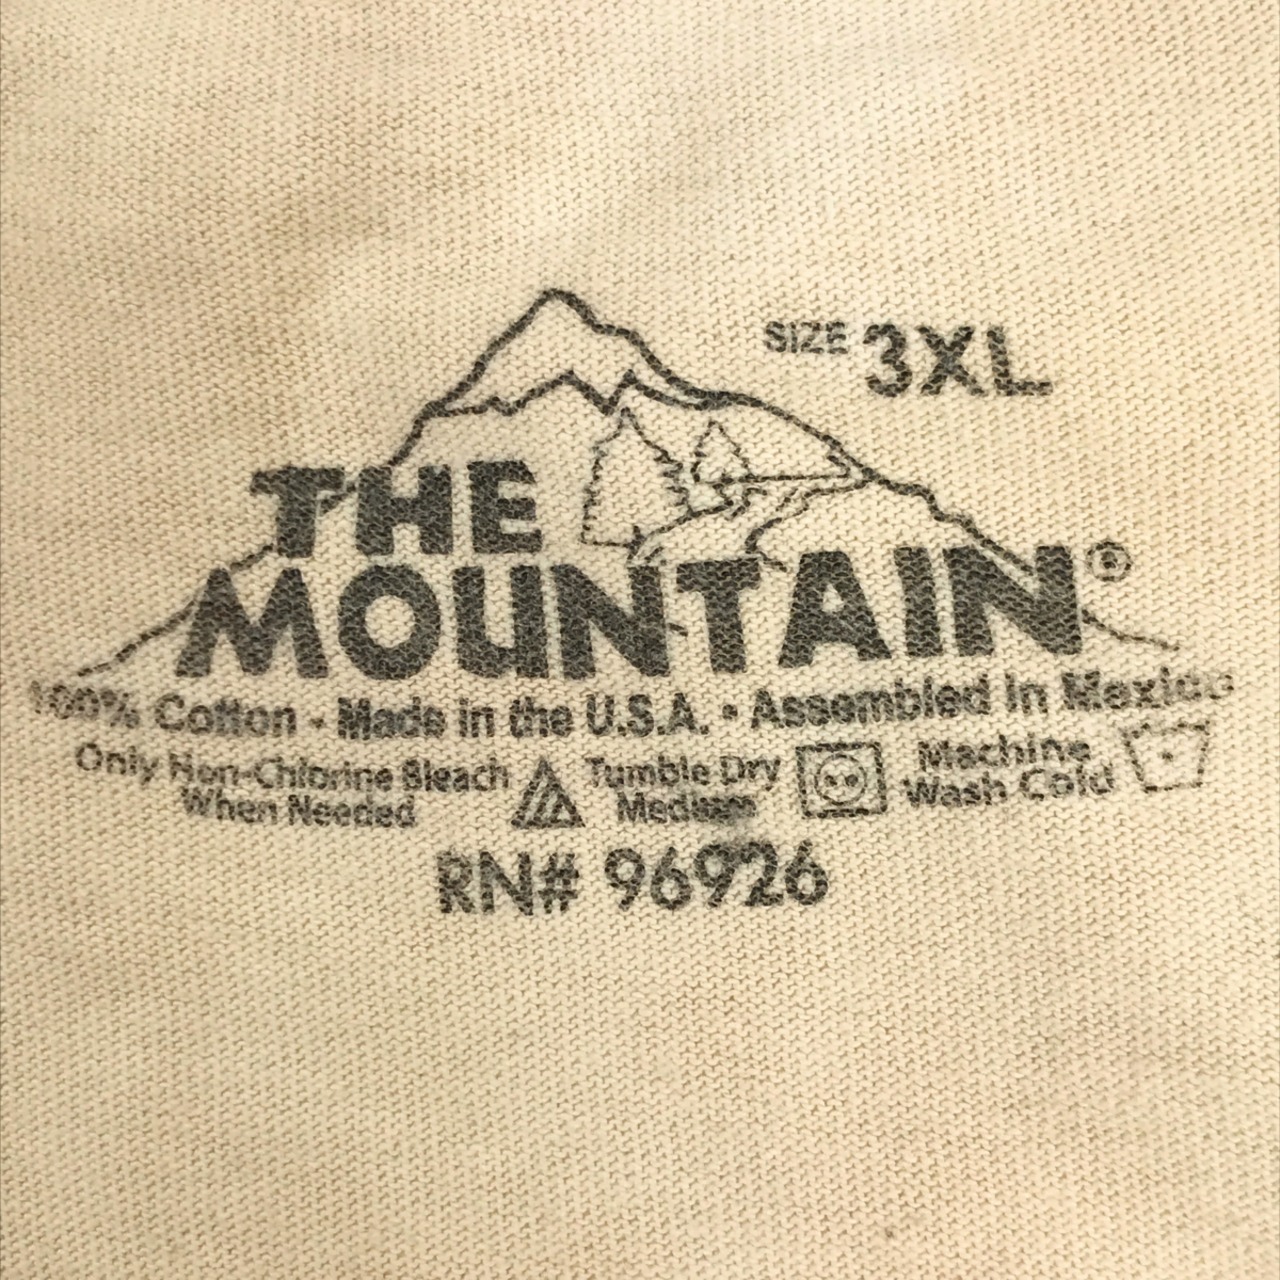 SIZE 3XL
THE
MOUNTAIN®
100% Cotton - Made in the U.S.A. • Assembled in Mexico
Only Non-Chlorine Bleach
When Needed
Tumble Dry
Medium
Machine
Wash Cold
RN# 96926